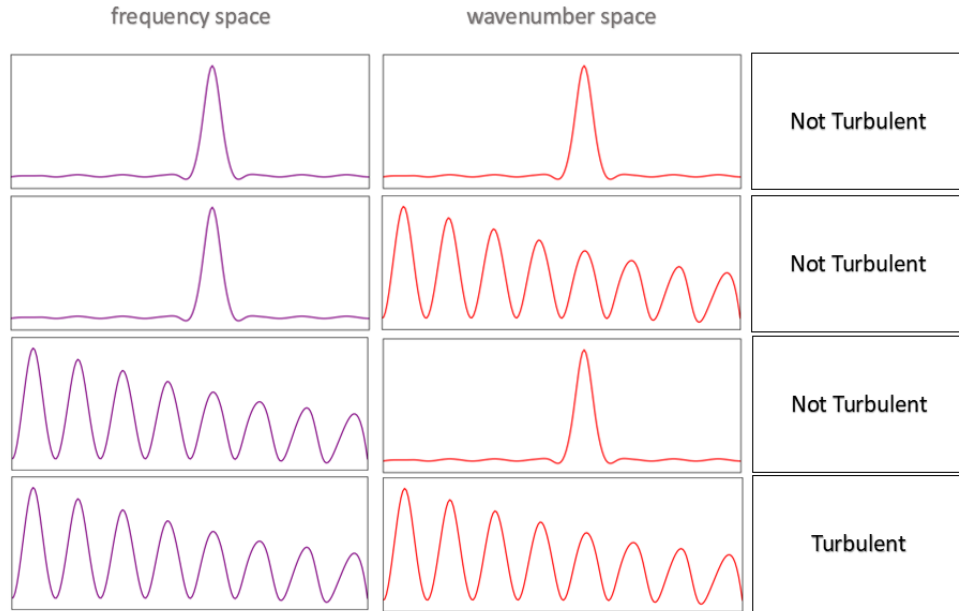 frequency space
wavenumber space
Not Turbulent
Not Turbulent
Not Turbulent
Turbulent